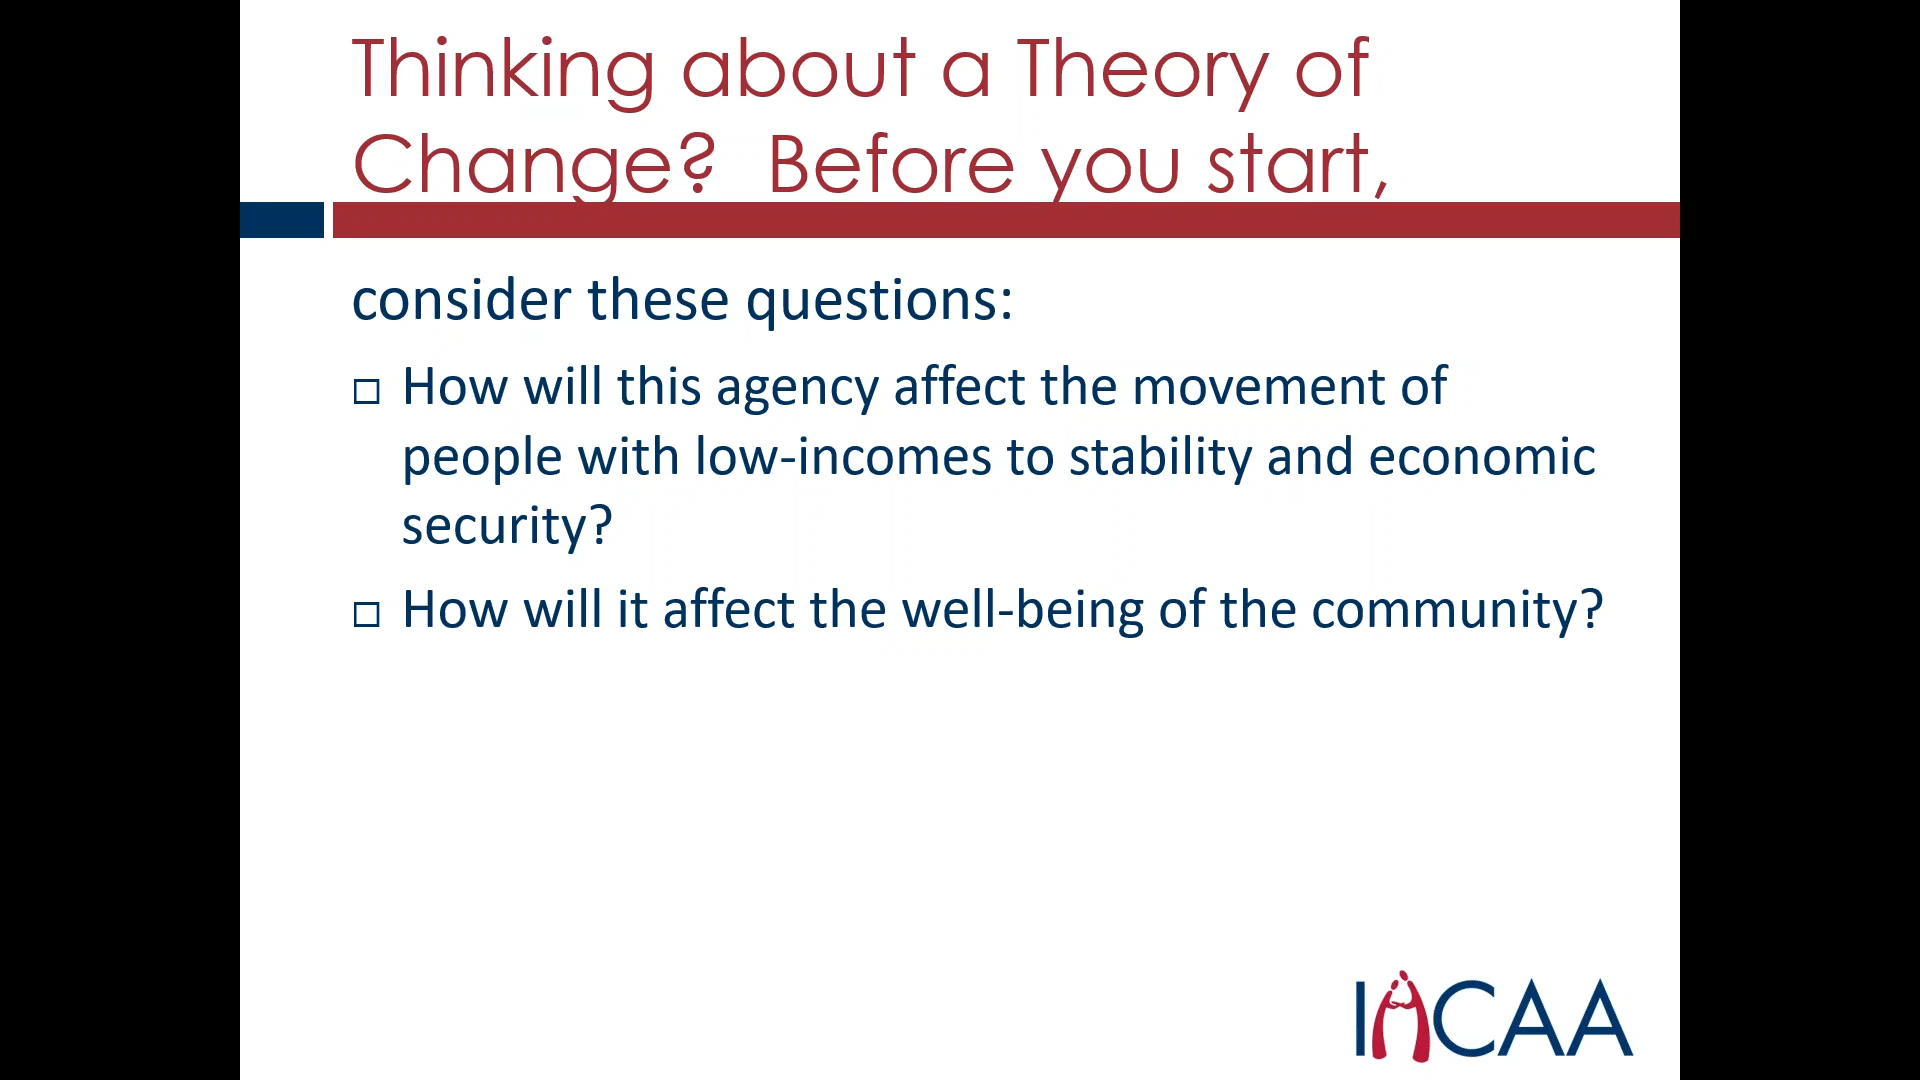 Thinking about a Theory of
Change?  Before you start,
consider these questions:
How will this agency affect the movement of
people with low-incomes to stability and economic
security?
How will it affect the well-being of the community?
IACAA